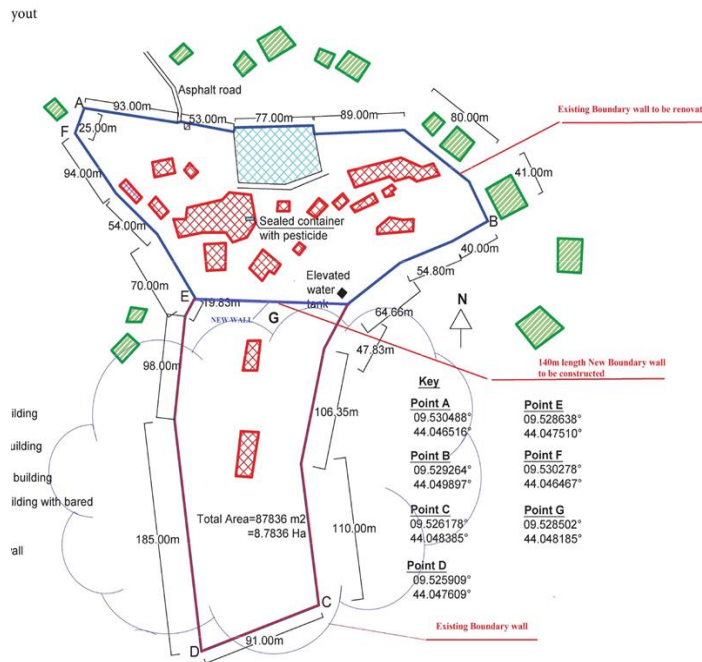 yout
Asphalt road
A
93.00m
53.00m
77.00m
89.00m
80.00m
Existing Boundary wall to be renovat
F
25.00m
94.00m
41.00m
54.00m
Sealed container
with pesticide
B
40.00m
54.80m
70.00m
Elevated
water
tank
E
19.83m
NEW WALL
G
64.66m
N
47.83m
98.00m
140m length New Boundary wall
to be constructed
106.35m
Key
Point A
09.530488°
44.046516°
Point B
09.529264°
44.049897°
Point C
09.526178°
44.048385°
Point D
09.525909°
44.047609°
Point E
09.528638°
44.047510°
Point F
09.530278°
44.046467°
Point G
09.528502°
44.048185°
uilding
uilding
building
uilding with bared
all
Total Area=87836 m2
=8.7836 Ha
185.00m
110.00m
C
91.00m
D
Existing Boundary wall